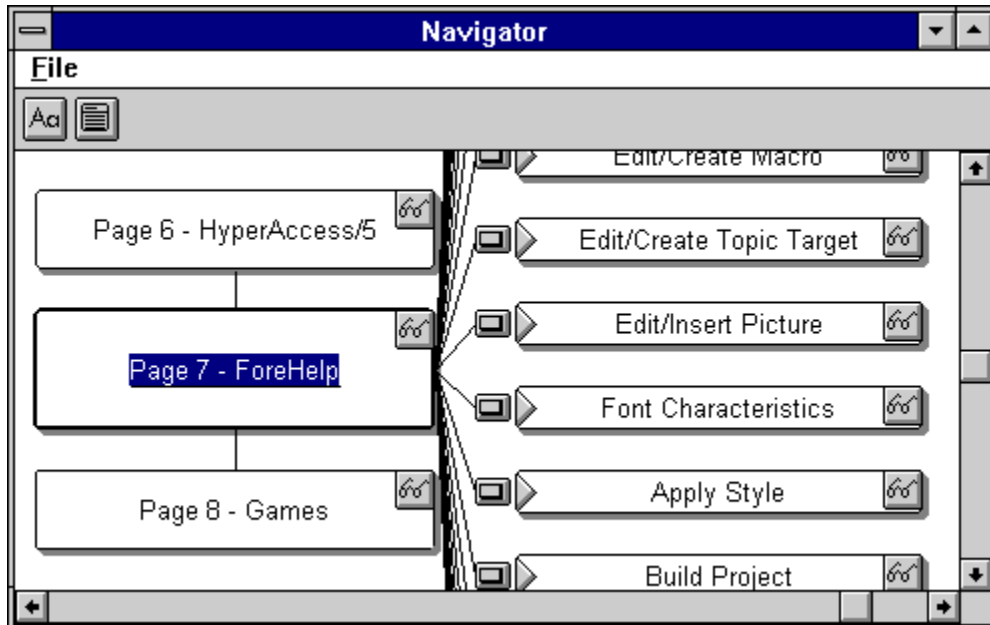 Navigator
File
Aa
Edit/Create Macro
Page 6 - HyperAccess/5
Edit/Create Topic Target
Page 7 - ForeHelp
Edit/Insert Picture
Font Characteristics
Page 8 - Games
Apply Style
Build Project